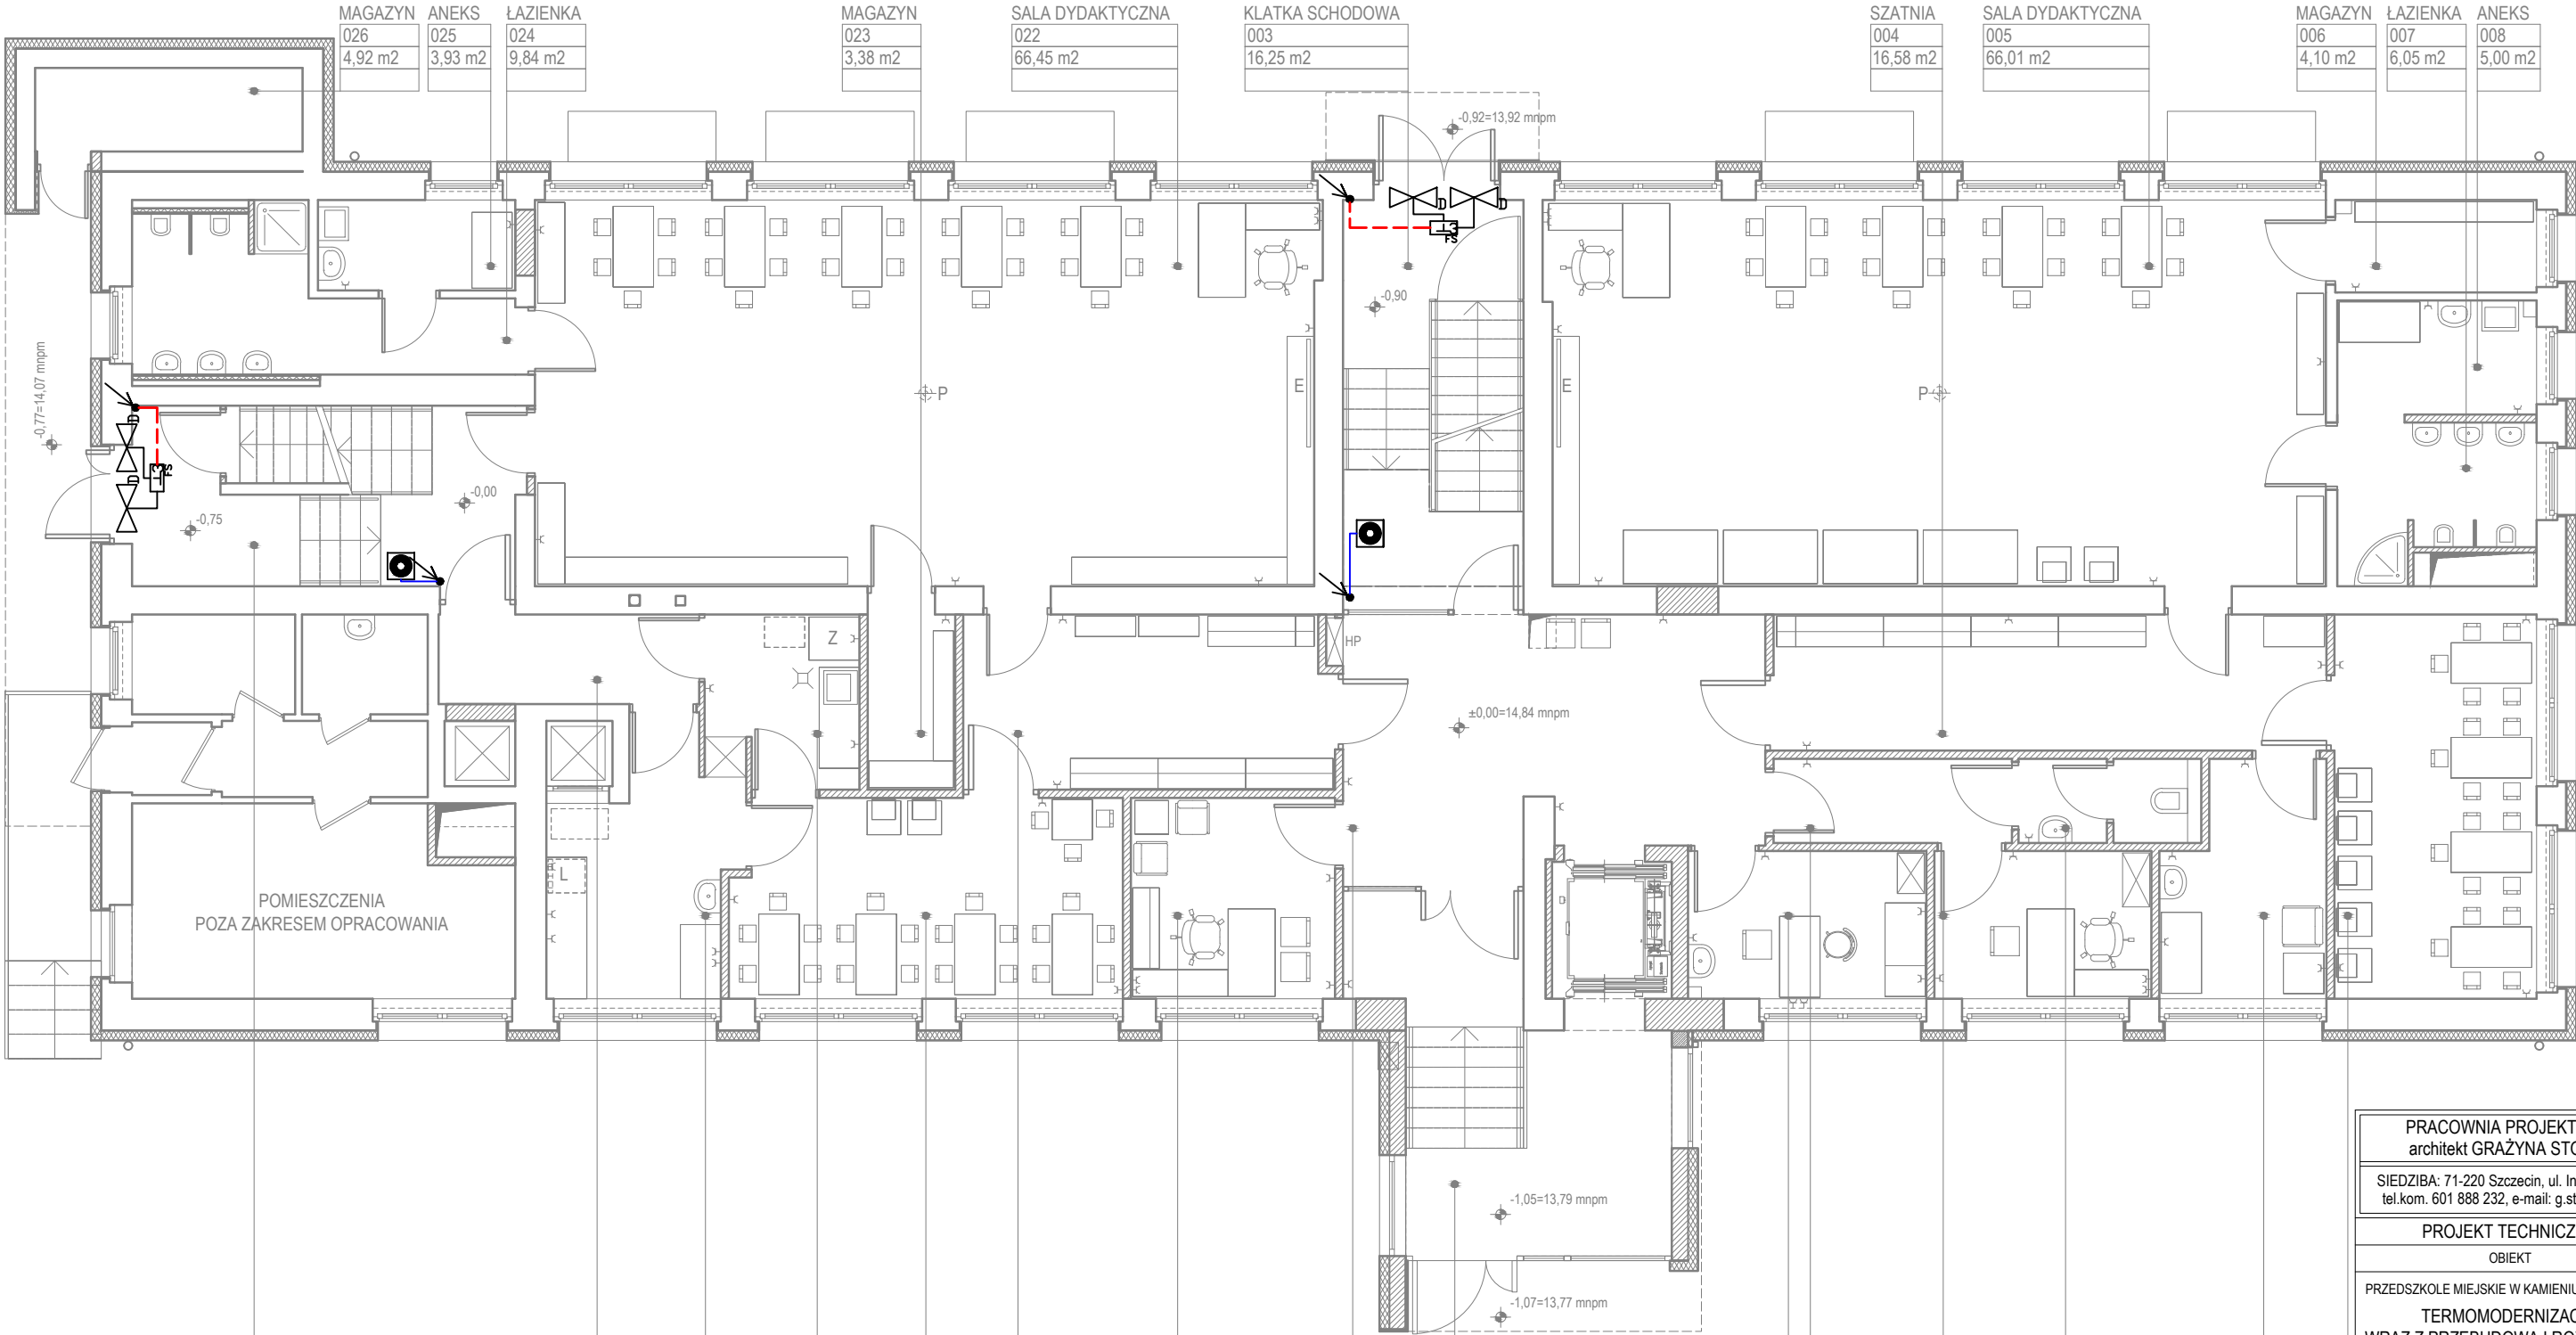 MAGAZYN
026
4,92 m2
ANEKS
025
3,93 m2
ŁAZIENKA
024
9,84 m2
MAGAZYN
023
3,38 m2
SALA DYDAKTYCZNA
022
66,45 m2
KLATKA SCHODOWA
003
16,25 m2
SZATNIA
004
16,58 m2
SALA DYDAKTYCZNA
005
66,01 m2
MAGAZYN
006
4,10 m2
ŁAZIENKA
007
6,05 m2
ANEKS
008
5,00 m2
-0,92=13,92 mnpm
D
D
FS
-0,90
-0,77=14,07 mnpm
E
E
P
P
D
D
FS
-0,00
-0,75
Z
HP
±0,00=14,84 mnpm
L
POMIESZCZENIA
POZA ZAKRESEM OPRACOWANIA
-1,05=13,79 mnpm
-1,07=13,77 mnpm
PRACOWNIA PROJEKT
architekt GRAŻYNA STO
SIEDZIBA: 71-220 Szczecin, ul. In
tel.kom. 601 888 232, e-mail: g.st
PROJEKT TECHNICZ
OBIEKT
PRZEDSZKOLE MIEJSKIE W KAMIENIU
TERMOMODERNIZAC